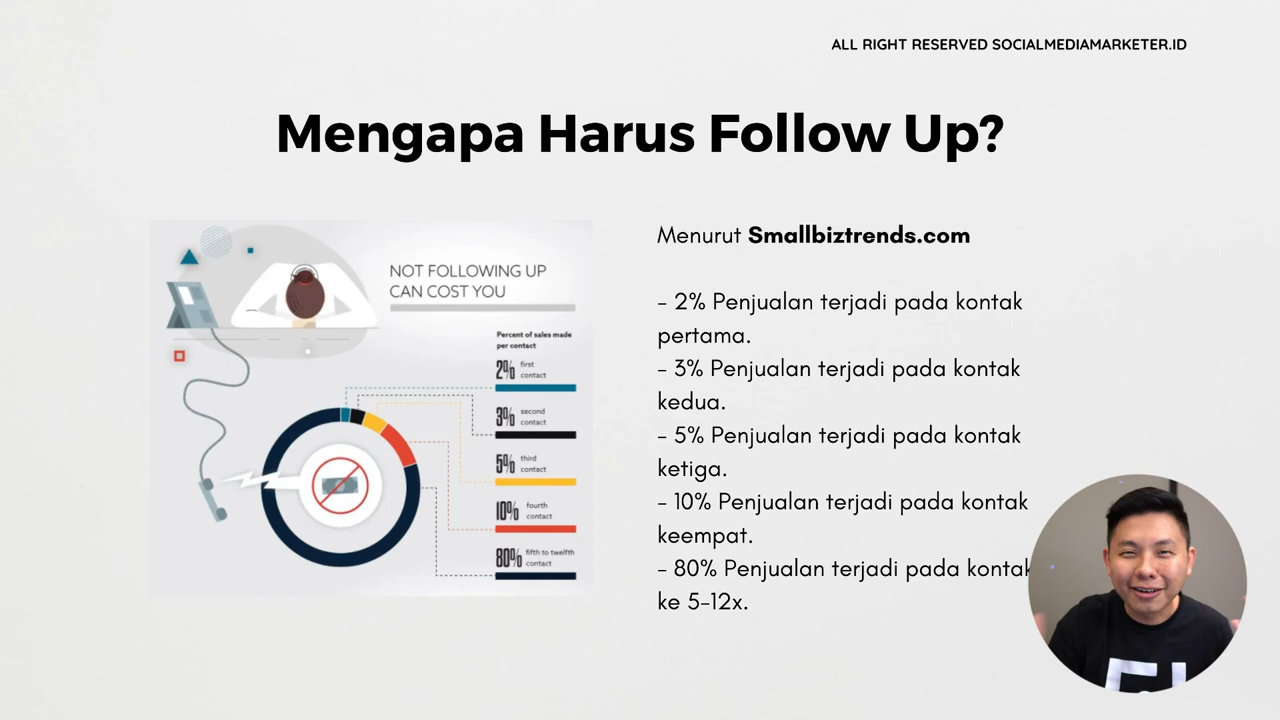 ALL RIGHT RESERVED SOCIALMEDIAMARKETER.ID
Mengapa Harus Follow Up?
NOT FOLLOWING UP
CAN COST YOU
Percent of sales made
per contact
2% first
contact
3% second
contact
5% third
contact
10% fourth
contact
80% fifth to twelfth
contact
Menurut Smallbiztrends.com
- 2% Penjualan terjadi pada kontak
pertama.
- 3% Penjualan terjadi pada kontak
kedua.
- 5% Penjualan terjadi pada kontak
ketiga.
- 10% Penjualan terjadi pada kontak
keempat.
- 80% Penjualan terjadi pada kontak
ke 5-12x.